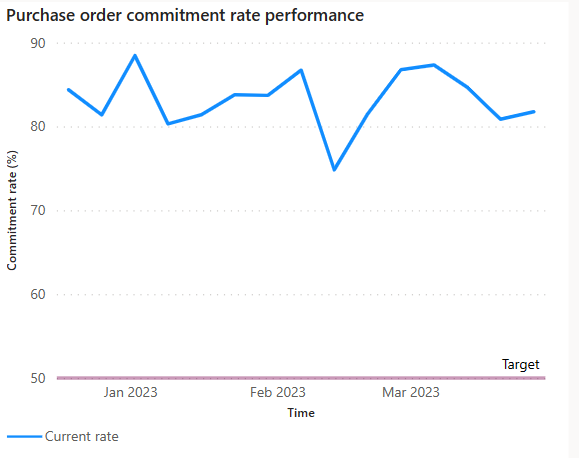 Purchase order commitment rate performance
90
80
70
60
50
Commitment rate (%)
Target
Jan 2023 Feb 2023 Mar 2023
Time
Current rate